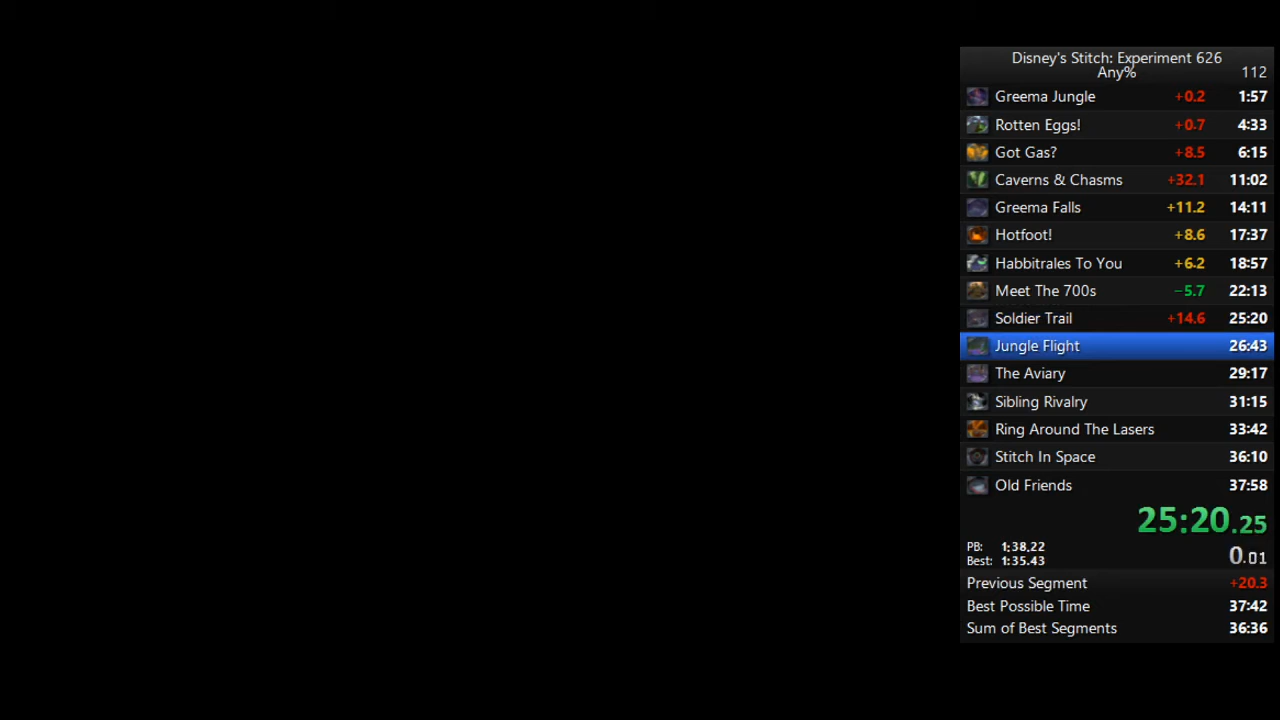 Disney's Stitch: Experiment 626
Any% 112
Greema Jungle +0.2 1:57
Rotten Eggs! +0.7 4:33
Got Gas? +8.5 6:15
Caverns & Chasms +32.1 11:02
Greema Falls +11.2 14:11
Hotfoot! +8.6 17:37
Habbitrales To You +6.2 18:57
Meet The 700s −5.7 22:13
Soldier Trail +14.6 25:20
Jungle Flight 26:43
The Aviary 29:17
Sibling Rivalry 31:15
Ring Around The Lasers 33:42
Stitch In Space 36:10
Old Friends 37:58
25:20.25
PB: 1:38.22
Best: 1:35.43 0.01
Previous Segment +20.3
Best Possible Time 37:42
Sum of Best Segments 36:36